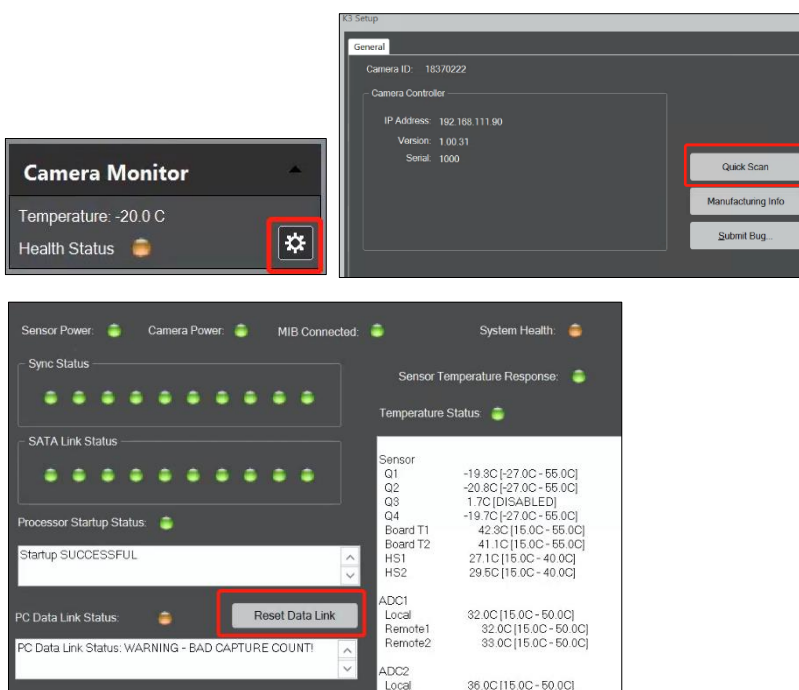 Camera Monitor
Temperature: -20.0 C
Health Status
K3 Setup
General
Camera ID: 18370222
Camera Controller
IP Address: 192.168.111.90
Version: 1.00.31
Serial: 1000
Quick Scan
Manufacturing Info
Submit Bug...
Sensor Power: Camera Power: MIB Connected: System Health:
Sync Status
Sensor Temperature Response:
Temperature Status:
SATA Link Status
Processor Startup Status:
Startup SUCCESSFUL
PC Data Link Status: Reset Data Link
PC Data Link Status: WARNING - BAD CAPTURE COUNT!
Sensor
Q1 -19.3C [-27.0C - 55.0C]
Q2 -20.8C [-27.0C - 55.0C]
Q3 1.7C [DISABLED]
Q4 -19.7C [-27.0C - 55.0C]
Board T1 42.3C [15.0C - 55.0C]
Board T2 41.1C [15.0C - 55.0C]
HS1 27.1C [15.0C - 40.0C]
HS2 29.5C [15.0C - 40.0C]
ADC1
Local 32.0C [15.0C - 50.0C]
Remote1 32.0C [15.0C - 50.0C]
Remote2 33.0C [15.0C - 50.0C]
ADC2
Local 36.0C [15.0C - 50.0C]